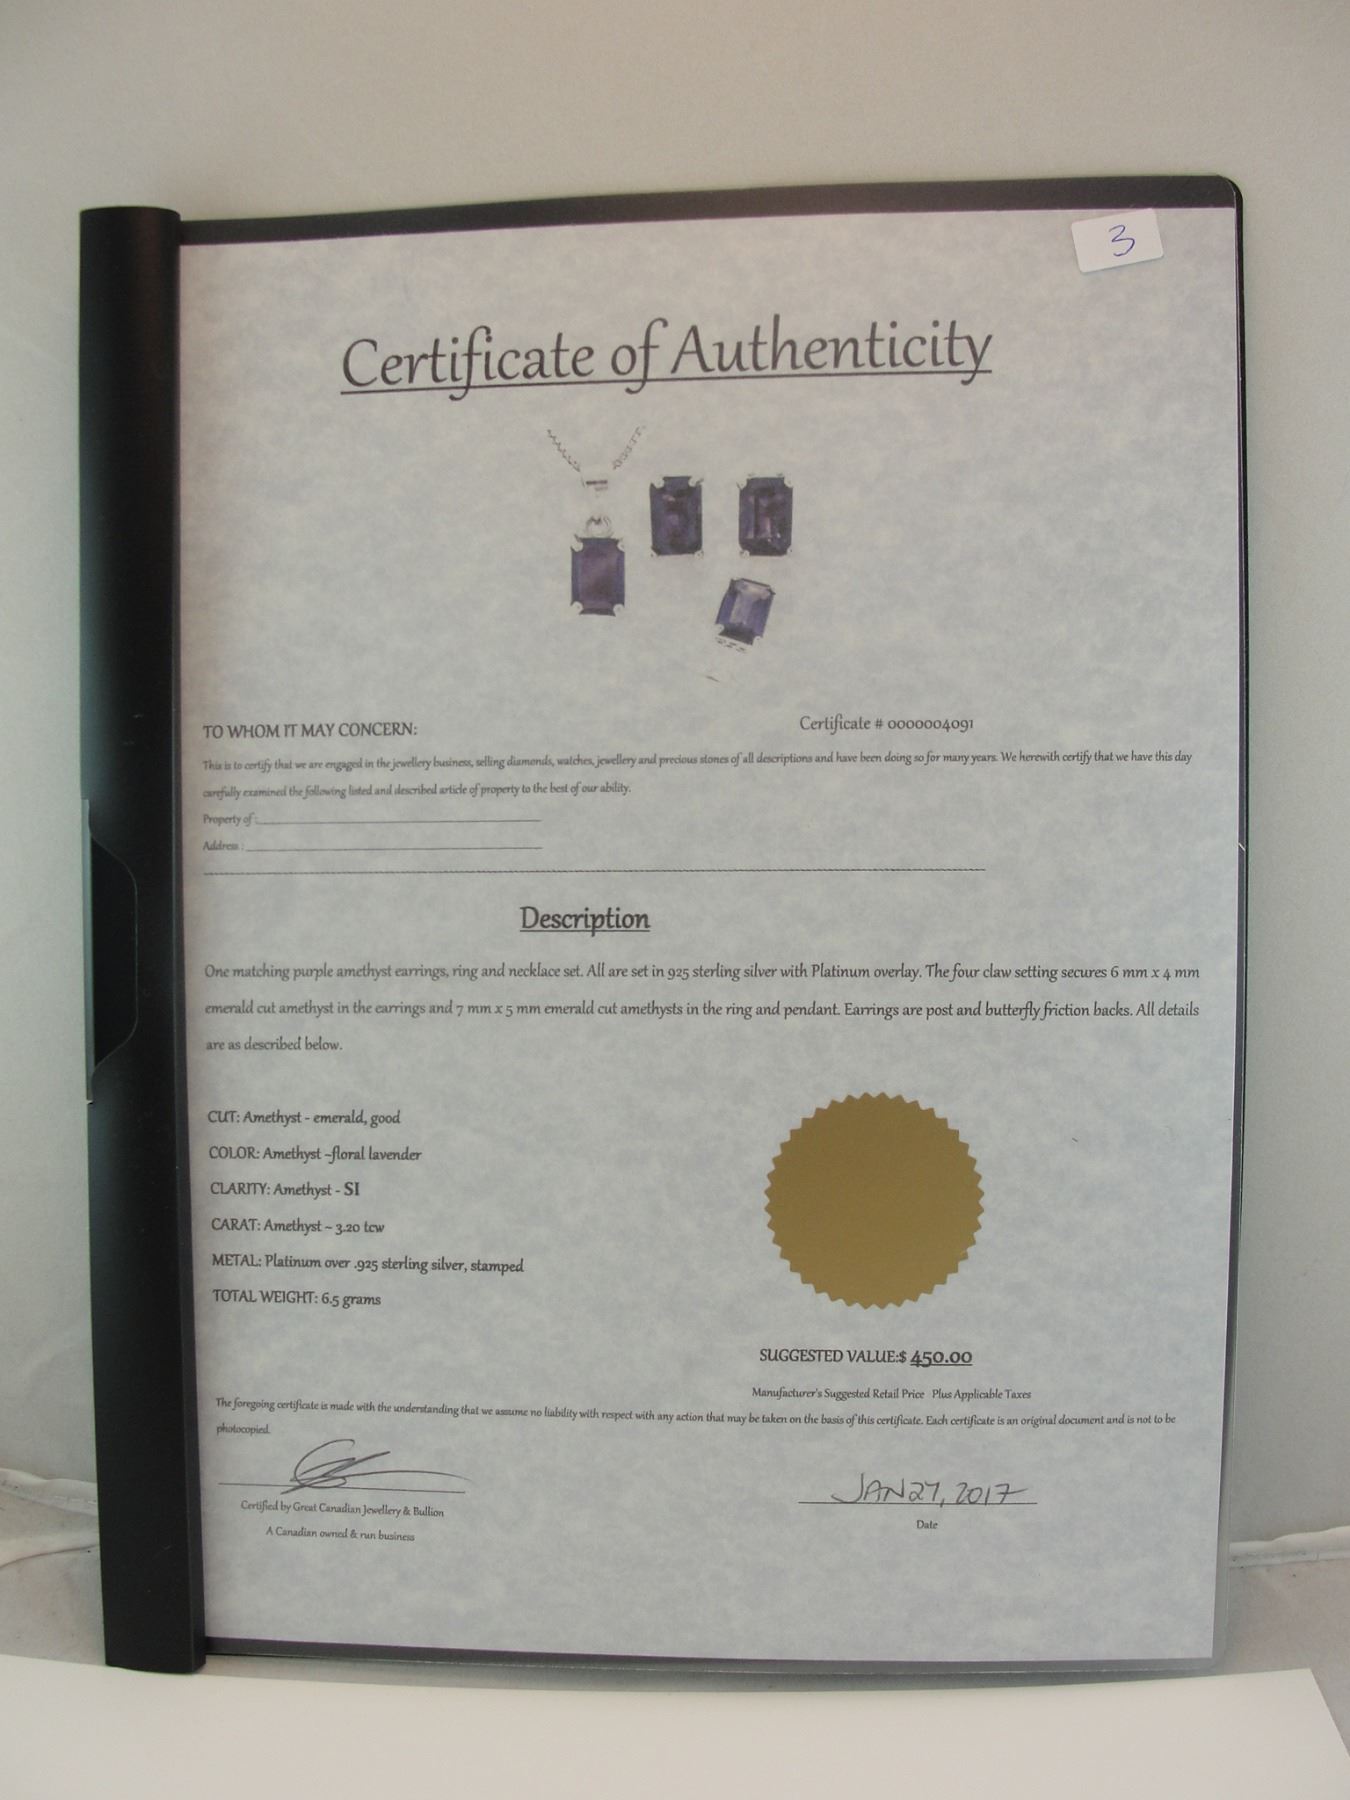 3
Certificate of Authenticity
TO WHOM IT MAY CONCERN:
Certificate # 0000004091
This is to certify that we are engaged in the jewellery business, selling diamonds, watches, jewellery and precious stones of all descriptions and have been doing so for many years. We herewith certify that we have this day
carefully examined the following listed and described article of property to the best of our ability.
Property of:
Address :
Description
One matching purple amethyst earrings, ring and necklace set. All are set in 925 sterling silver with Platinum overlay. The four claw setting secures 6 mm x 4 mm
emerald cut amethyst in the earrings and 7 mm x 5 mm emerald cut amethysts in the ring and pendant. Earrings are post and butterfly friction backs. All details
are as described below.
CUT: Amethyst - emerald, good
COLOR: Amethyst -floral lavender
CLARITY: Amethyst - SI
CARAT: Amethyst ~ 3.20 tcw
METAL: Platinum over .925 sterling silver, stamped
TOTAL WEIGHT: 6.5 grams
SUGGESTED VALUE:$ 450.00
Manufacturer's Suggested Retail Price Plus Applicable Taxes
The foregoing certificate is made with the understanding that we assume no liability with respect with any action that may be taken on the basis of this certificate. Each certificate is an original document and is not to be
photocopied.
JAN 27, 2017
Certified by Great Canadian Jewellery & Bullion
Date
A Canadian owned & run business